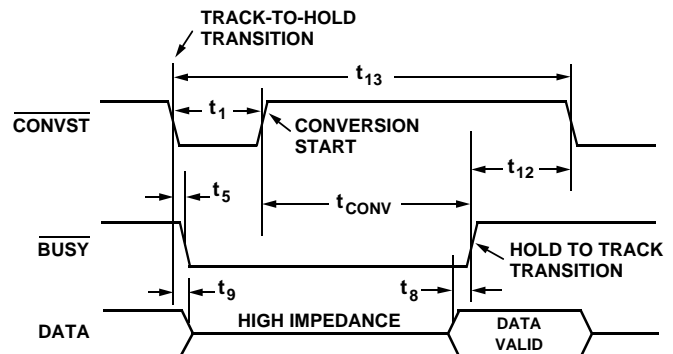 TRACK-TO-HOLD
TRANSITION
t13
t1
CONVST
CONVERSION
START
t12
t5
tCONV
BUSY
HOLD TO TRACK
TRANSITION
t9
t8
DATA
HIGH IMPEDANCE
DATA
VALID